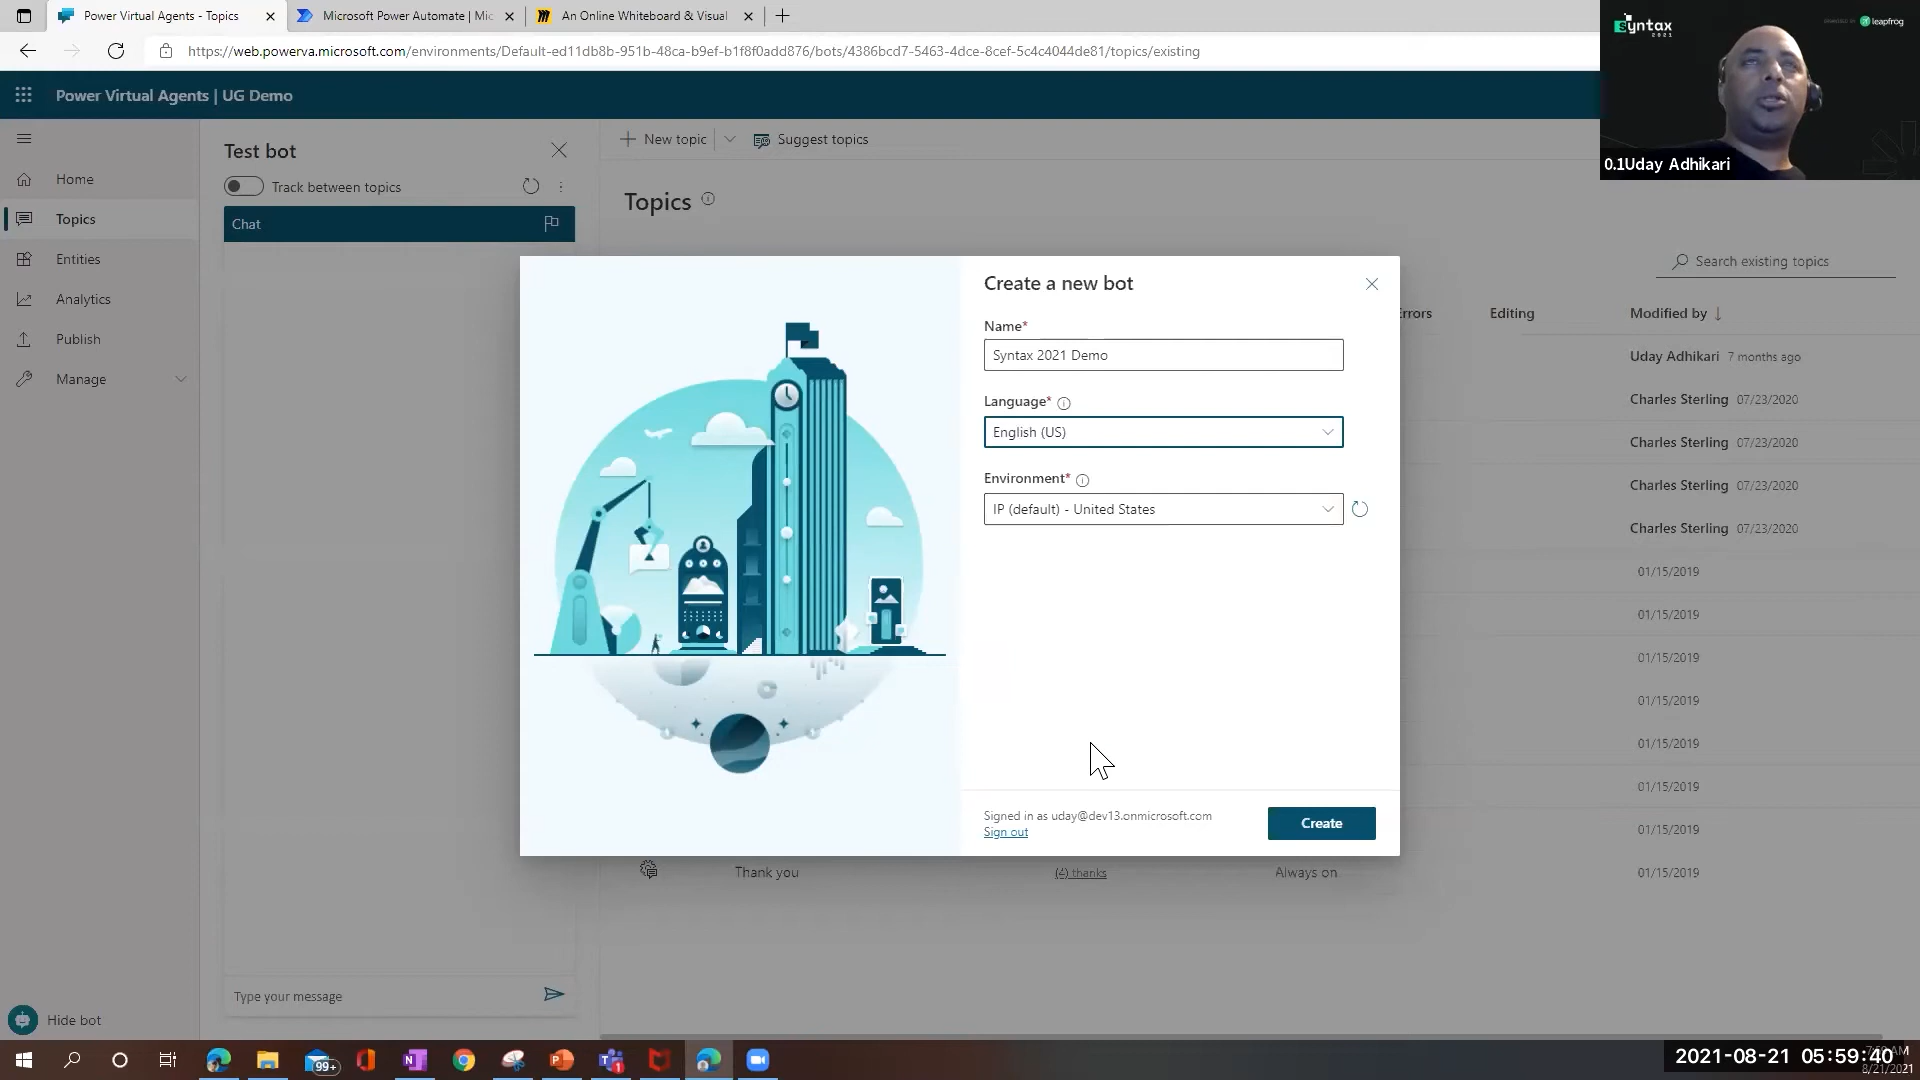 Power Virtual Agents - Topics
Microsoft Power Automate | Mic
An Online Whiteboard & Visual
https://web.powerva.microsoft.com/environments/Default-ed11db8b-951b-48ca-b9ef-b1f8f0add876/bots/4386bcd7-5463-4dce-8cef-5c4c4044de81/topics/existing
syntax
2021
leapfrog
0.1Uday Adhikari
Power Virtual Agents | UG Demo
Home
Topics
Entities
Analytics
Publish
Manage
Hide bot
Test bot
Track between topics
Chat
Type your message
New topic
Suggest topics
Topics
Search existing topics
Errors Editing Modified by
Uday Adhikari 7 months ago
Charles Sterling 07/23/2020
Charles Sterling 07/23/2020
Charles Sterling 07/23/2020
Charles Sterling 07/23/2020
01/15/2019
01/15/2019
01/15/2019
01/15/2019
01/15/2019
01/15/2019
01/15/2019
Thank you (4) thanks Always on 01/15/2019
Create a new bot
Name*
Syntax 2021 Demo
Language*
English (US)
Environment*
IP (default) - United States
Signed in as uday@dev13.onmicrosoft.com
Sign out
Create
99+
1
2021-08-21 05:59:40
8/21/2021